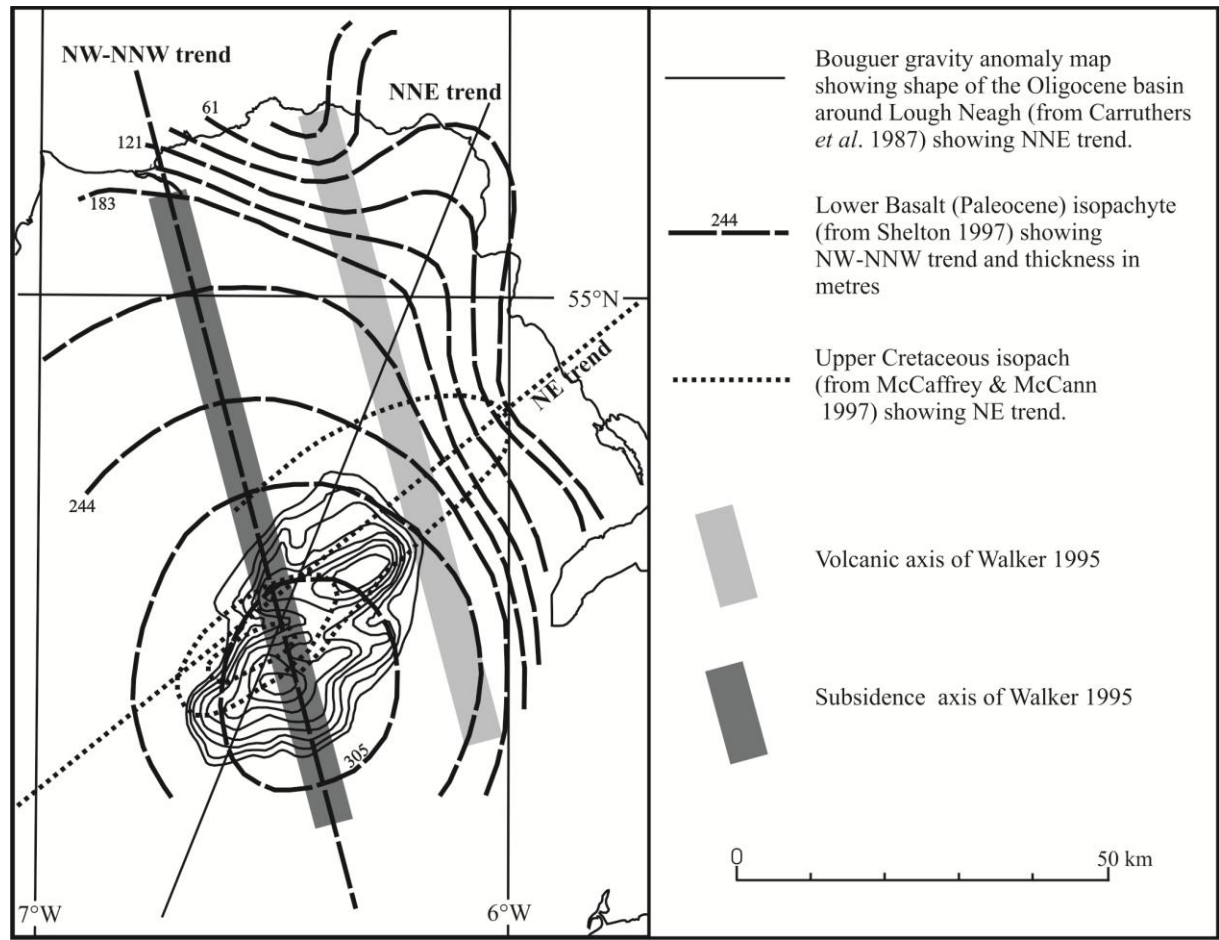 NW-NNW trend
61
NNE trend
121
183
55°N
NE trend
244
305
7°W
6°W
Bouguer gravity anomaly map
showing shape of the Oligocene basin
around Lough Neagh (from Carruthers
et al. 1987) showing NNE trend.
244
Lower Basalt (Paleocene) isopachyte
(from Shelton 1997) showing
NW-NNW trend and thickness in
metres
Upper Cretaceous isopach
(from McCaffrey & McCann
1997) showing NE trend.
Volcanic axis of Walker 1995
Subsidence axis of Walker 1995
0
50 km